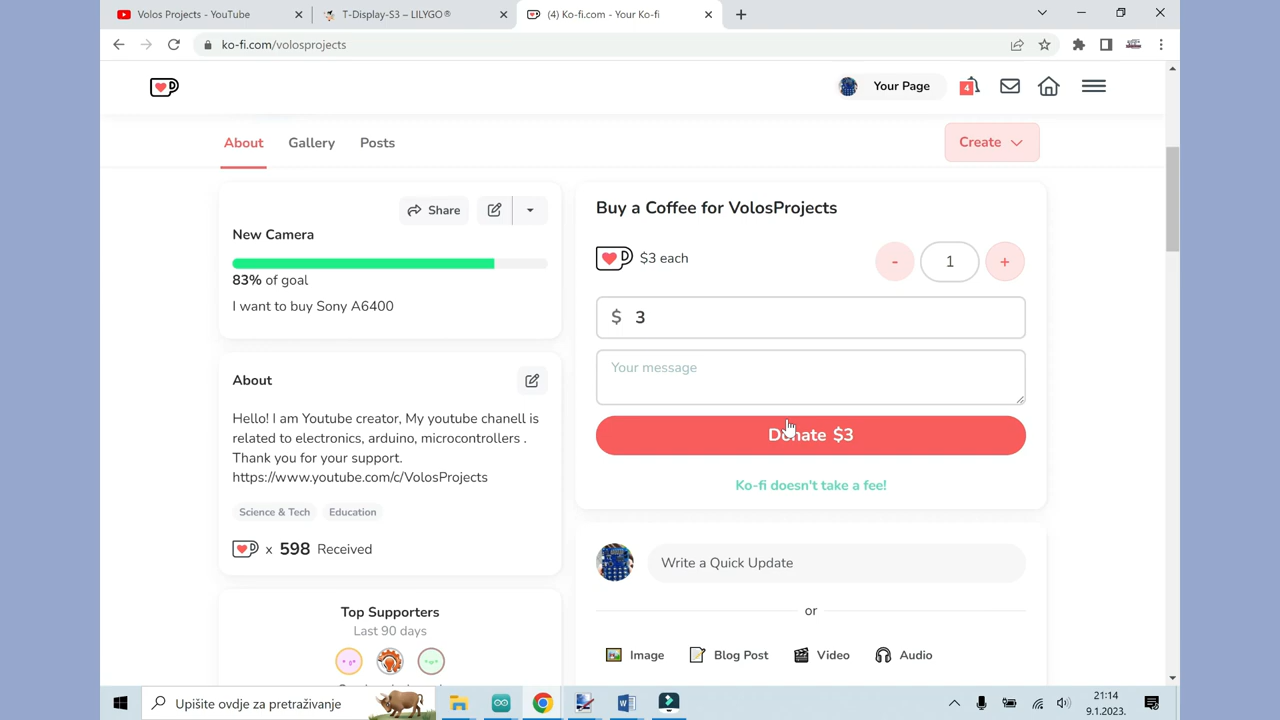 Volos Projects - YouTube
T-Display-S3 – LILYGO®
(4) Ko-fi.com - Your Ko-fi
ko-fi.com/volosprojects
Your Page
4
About
Gallery
Posts
Create
Share
New Camera
83% of goal
I want to buy Sony A6400
About
Hello! I am Youtube creator, My youtube chanell is
related to electronics, arduino, microcontrollers .
Thank you for your support.
https://www.youtube.com/c/VolosProjects
Science & Tech
Education
x 598 Received
Top Supporters
Last 90 days
Buy a Coffee for VolosProjects
$3 each
-
1
+
$ 3
Your message
Donate $3
Ko-fi doesn't take a fee!
Write a Quick Update
or
Image
Blog Post
Video
Audio
Upišite ovdje za pretraživanje
21:14
9.1.2023.